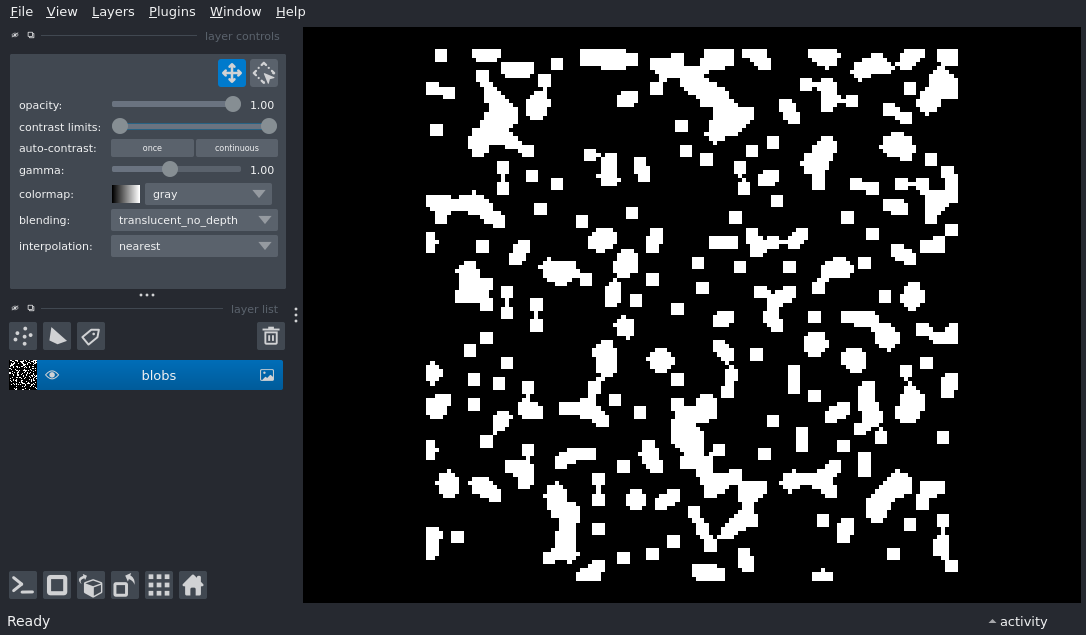 File View Layers Plugins Window Help
layer controls
opacity: 1.00
contrast limits:
auto-contrast: once continuous
gamma: 1.00
colormap: gray
blending: translucent_no_depth
interpolation: nearest
layer list
blobs
Ready activity